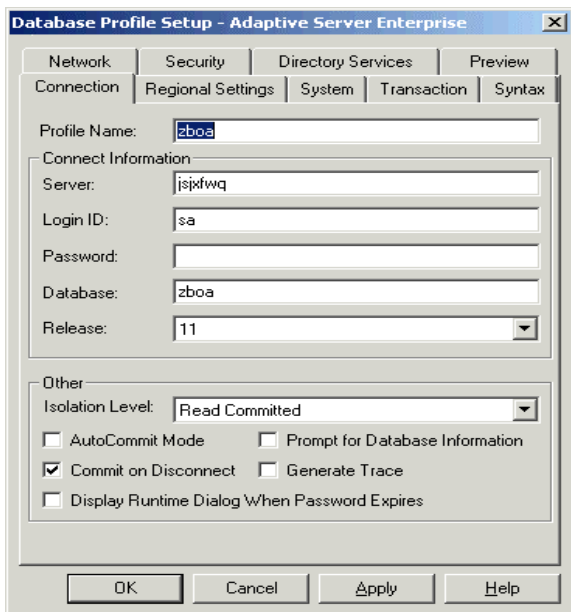 Database Profile Setup - Adaptive Server Enterprise
Network Security Directory Services Preview
Connection Regional Settings System Transaction Syntax
Profile Name: zboa
Connect Information
Server: jsjxfwq
Login ID: sa
Password:
Database: zboa
Release: 11
Other
Isolation Level: Read Committed
AutoCommit Mode Prompt for Database Information
Commit on Disconnect Generate Trace
Display Runtime Dialog When Password Expires
OK Cancel Apply Help